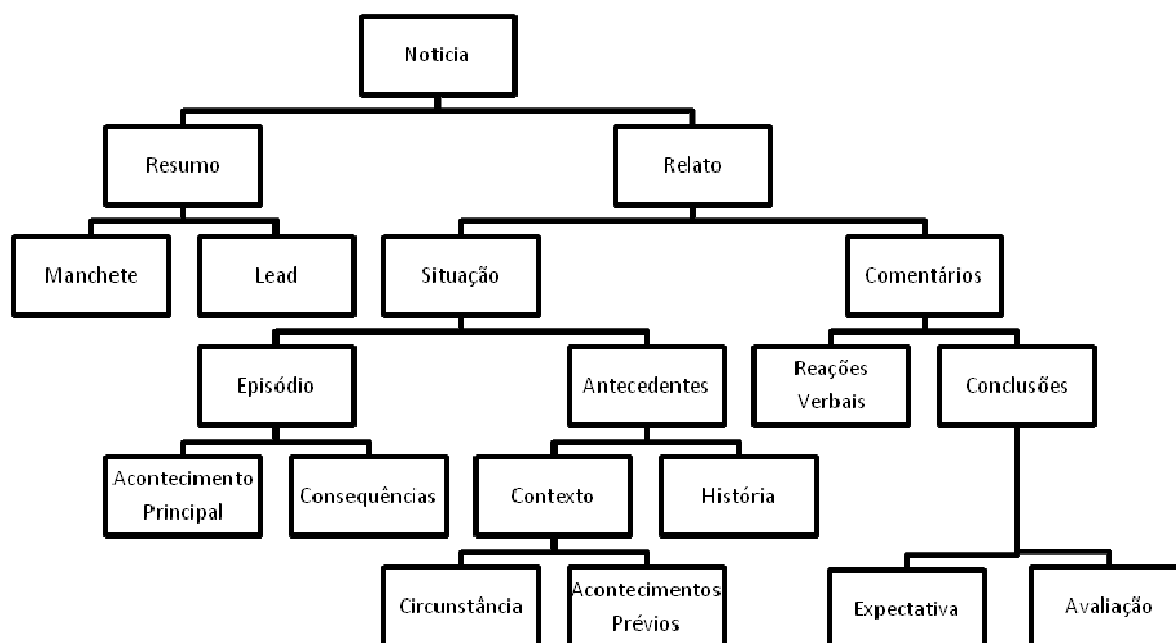 Noticia
Resumo
Relato
Manchete
Lead
Situação
Comentários
Episódio
Antecedentes
Reações
Verbais
Conclusões
Acontecimento
Principal
Consequências
Contexto
História
Circunstância
Acontecimentos
Prévios
Expectativa
Avaliação